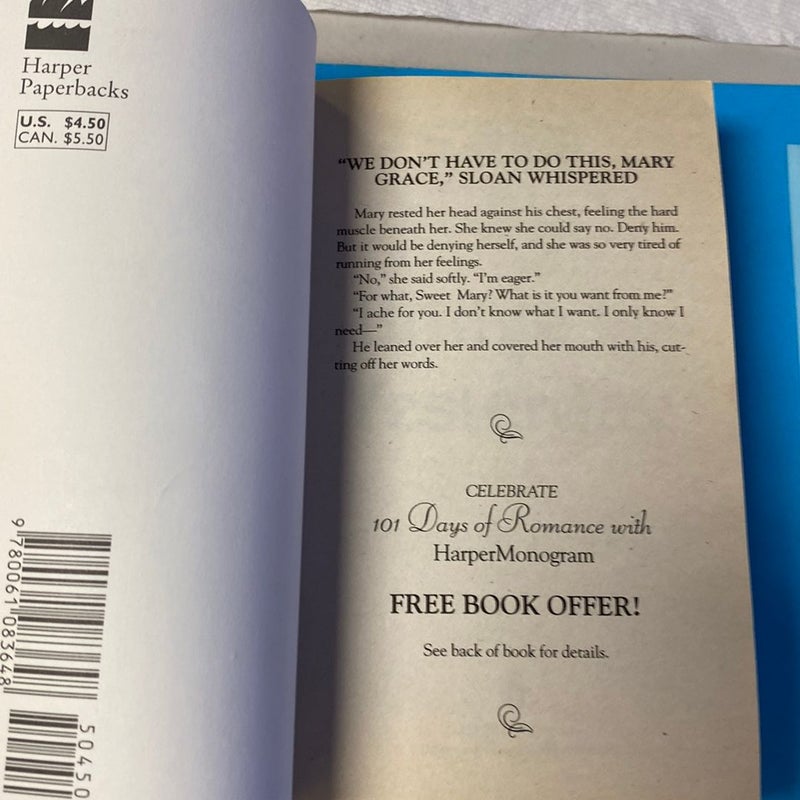 Harper
Paperbacks
U.S. $4.50
CAN. $5.50
9 780061 083648
50450
“WE DON’T HAVE TO DO THIS, MARY
GRACE,” SLOAN WHISPERED
Mary rested her head against his chest, feeling the hard
muscle beneath her. She knew she could say no. Deny him.
But it would be denying herself, and she was so very tired of
running from her feelings.
“No,” she said softly. “I’m eager.”
“For what, Sweet Mary? What is it you want from me?”
“I ache for you. I don’t know what I want. I only know I
need—”
He leaned over her and covered her mouth with his, cut-
ting off her words.
CELEBRATE
101 Days of Romance with
HarperMonogram
FREE BOOK OFFER!
See back of book for details.